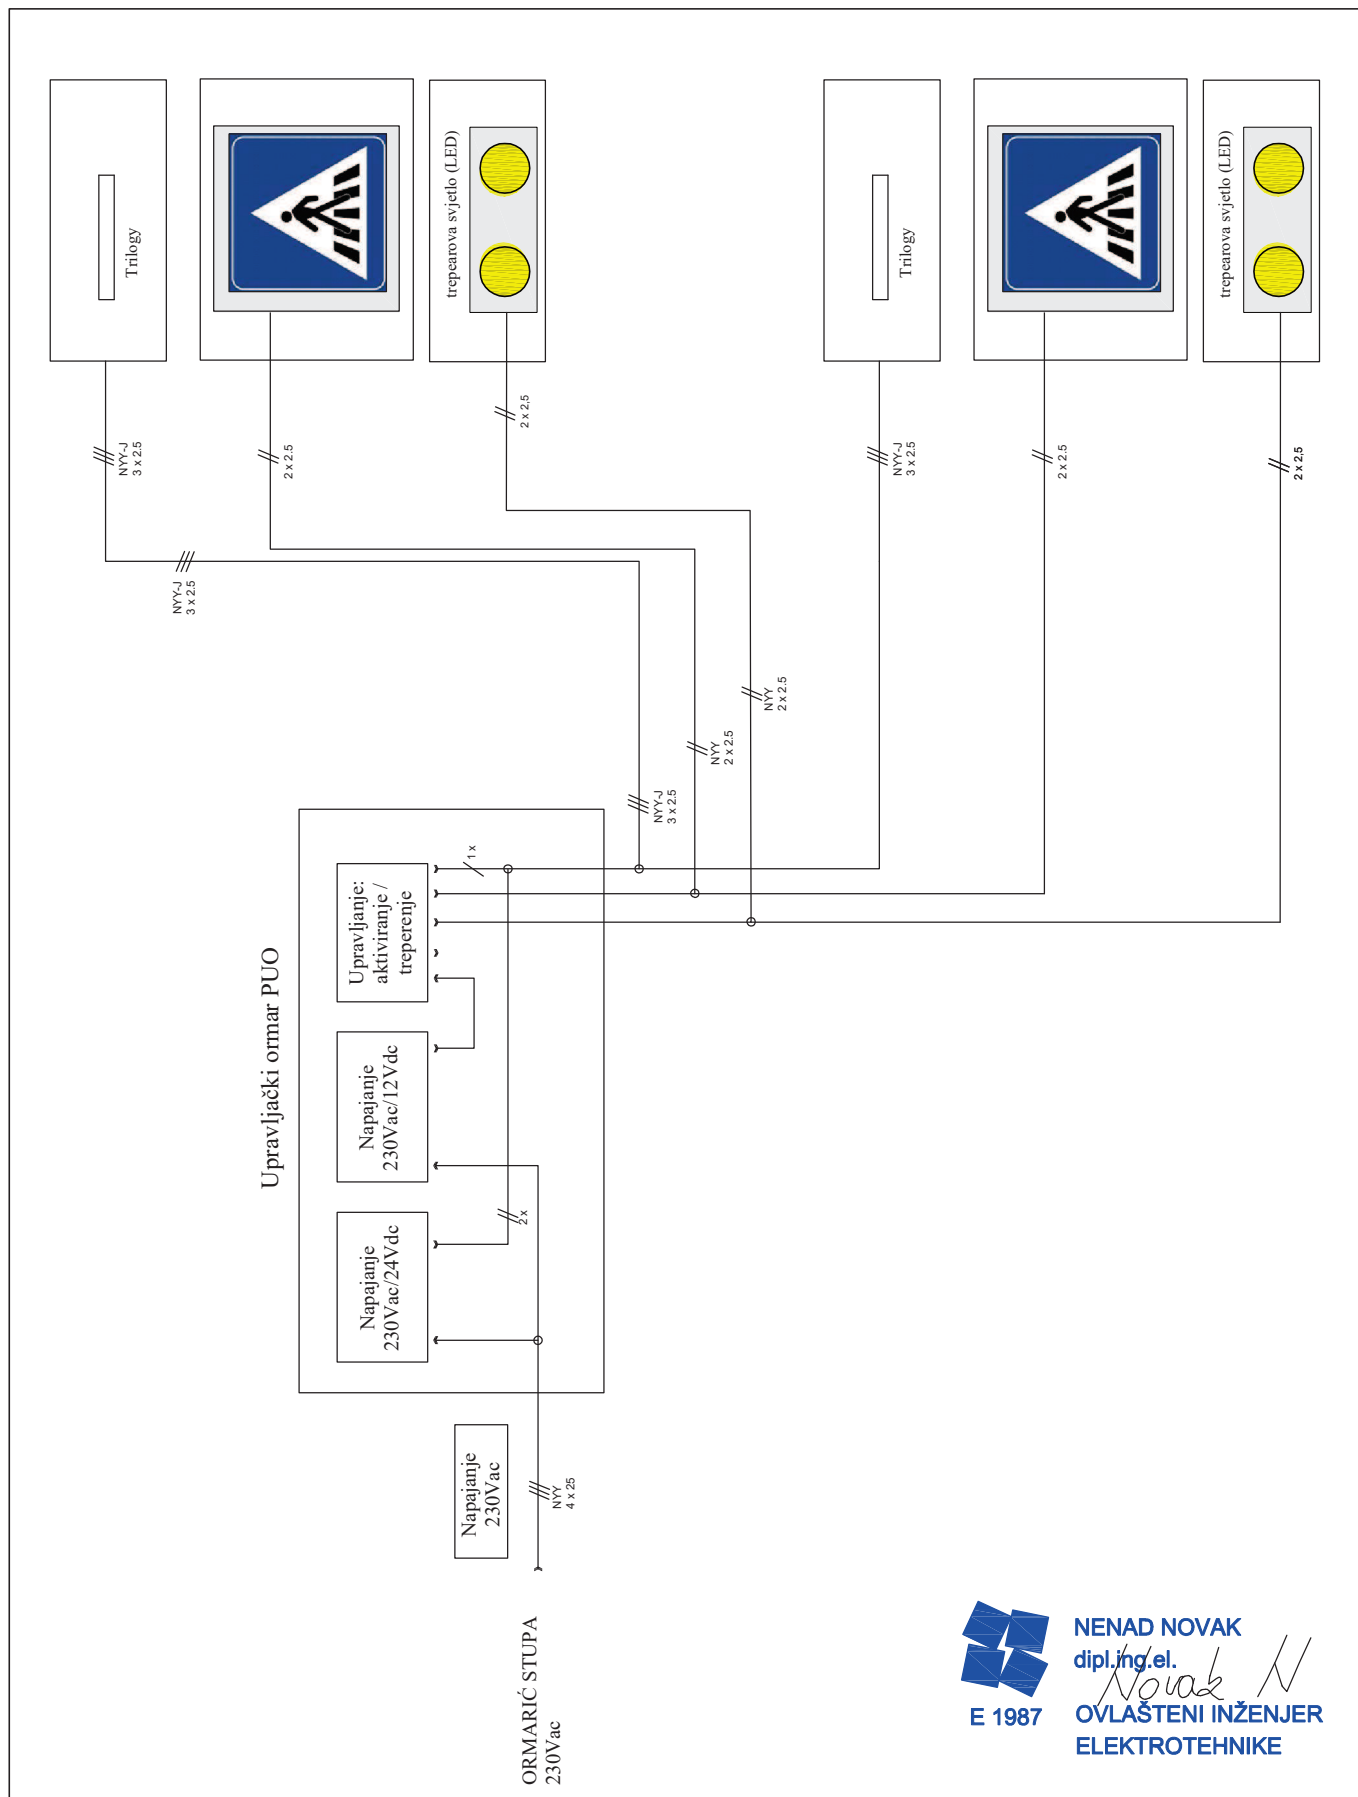 Trilogy
trepearova svjetlo (LED)
Trilogy
trepearova svjetlo (LED)
NYY-J
3 x 2.5
2 x 2.5
2 x 2,5
NYY-J
3 x 2.5
2 x 2.5
2 x 2,5
NYY-J
3 x 2.5
NYY
2 x 2.5
NYY
2 x 2.5
NYY-J
3 x 2.5
Upravljački ormar PUO
Upravljanje:
aktiviranje /
treperenje
1 x
Napajanje
230Vac/12Vdc
Napajanje
230Vac/24Vdc
2x
Napajanje
230Vac
NYY
4 x 25
ORMARIĆ STUPA
230Vac
NENAD NOVAK
dipl.ing.el.
Novak N
E 1987
OVLAŠTENI INŽENJER
ELEKTROTEHNIKE